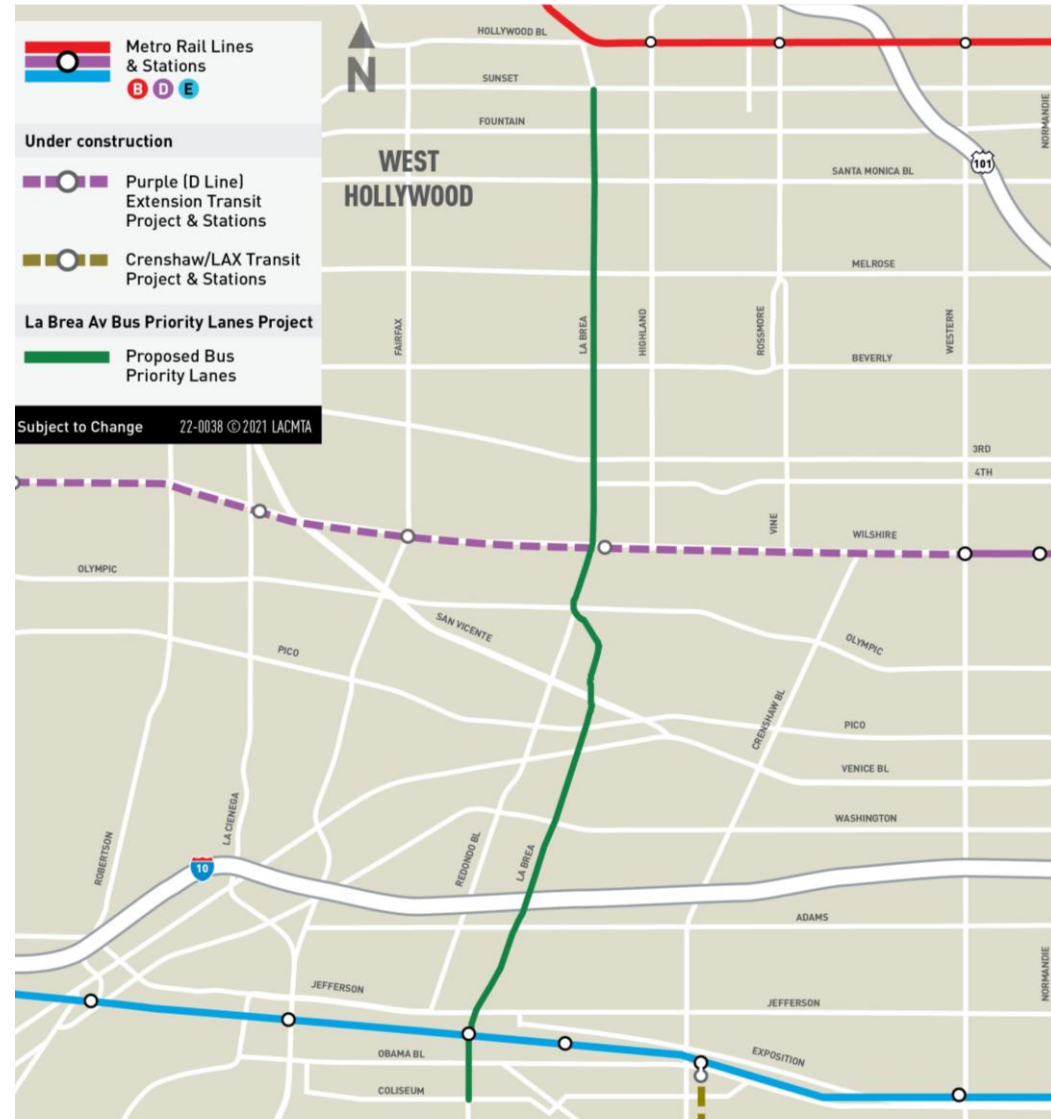 Metro Rail Lines
& Stations
B D E
Under construction
Purple (D Line)
Extension Transit
Project & Stations
Crenshaw/LAX Transit
Project & Stations
La Brea Av Bus Priority Lanes Project
Proposed Bus
Priority Lanes
Subject to Change 22-0038 © 2021 LACMTA
N
HOLLYWOOD BL
SUNSET
FOUNTAIN
WEST
HOLLYWOOD
NORMANDIE
101
SANTA MONICA BL
MELROSE
FAIRFAX
LA BREA
HIGHLAND
ROSSMORE
WESTERN
BEVERLY
3RD
4TH
VINE
WILSHIRE
OLYMPIC
SAN VICENTE
OLYMPIC
PICO
CRENSHAW BL
PICO
VENICE BL
WASHINGTON
LA CIENEGA
ROBERTSON
REDONDO BL
LA BREA
10
ADAMS
NORMANDIE
JEFFERSON
JEFFERSON
OBAMA BL
EXPOSITION
COLISEUM